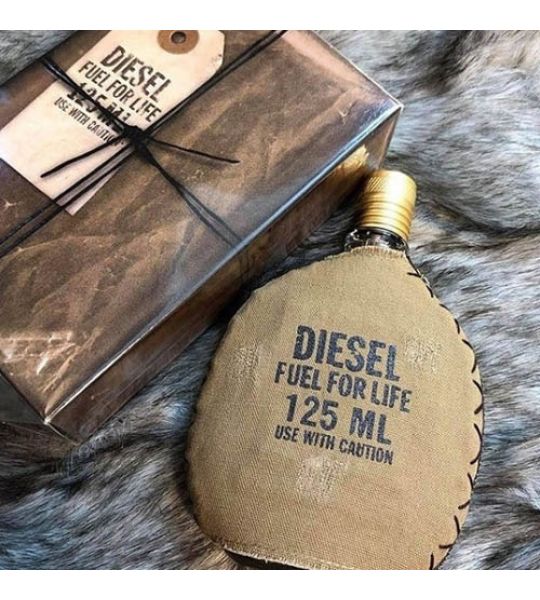 DIESEL
FUEL FOR LIFE
125 ML
USE WITH CAUTION
DIESEL
FUEL FOR LIFE
125 ML
USE WITH CAUTION